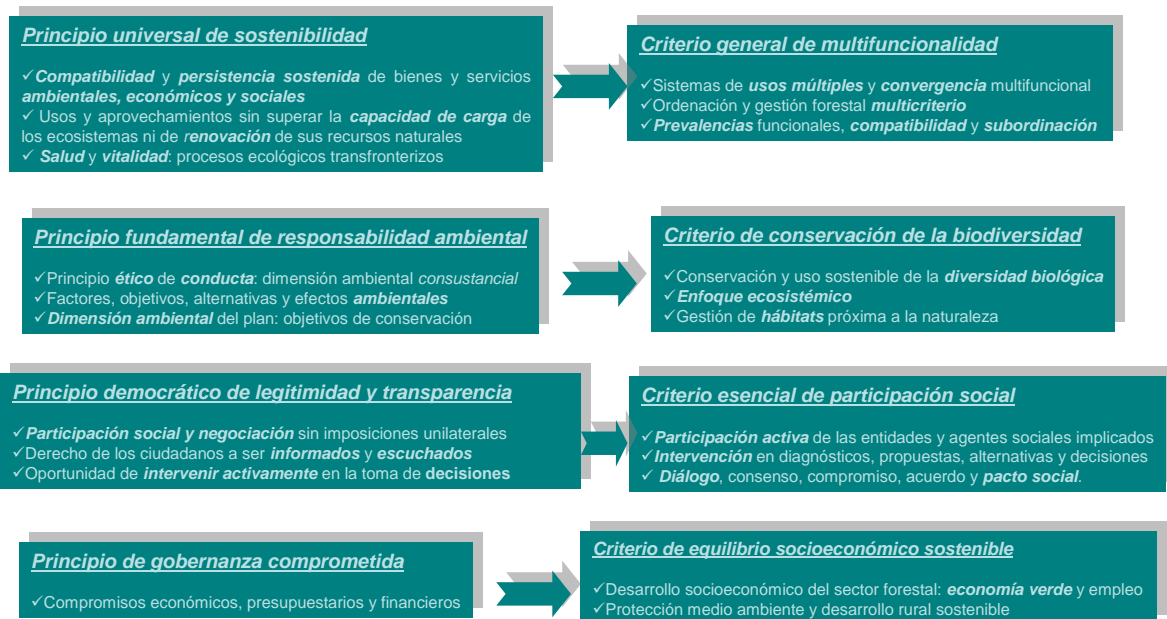 Principio universal de sostenibilidad
✓Compatibilidad y persistencia sostenida de bienes y servicios
ambientales, económicos y sociales
✓ Usos y aprovechamientos sin superar la capacidad de carga de
los ecosistemas ni de renovación de sus recursos naturales
✓ Salud y vitalidad: procesos ecológicos transfronterizos
Criterio general de multifuncionalidad
✓Sistemas de usos múltiples y convergencia multifuncional
✓Ordenación y gestión forestal multicriterio
✓Prevalencias funcionales, compatibilidad y subordinación
Principio fundamental de responsabilidad ambiental
✓Principio ético de conducta: dimensión ambiental consustancial
✓Factores, objetivos, alternativas y efectos ambientales
✓Dimensión ambiental del plan: objetivos de conservación
Criterio de conservación de la biodiversidad
✓Conservación y uso sostenible de la diversidad biológica
✓Enfoque ecosistémico
✓Gestión de hábitats próxima a la naturaleza
Principio democrático de legitimidad y transparencia
✓Participación social y negociación sin imposiciones unilaterales
✓Derecho de los ciudadanos a ser informados y escuchados
✓Oportunidad de intervenir activamente en la toma de decisiones
Criterio esencial de participación social
✓Participación activa de las entidades y agentes sociales implicados
✓Intervención en diagnósticos, propuestas, alternativas y decisiones
✓ Diálogo, consenso, compromiso, acuerdo y pacto social.
Principio de gobernanza comprometida
✓Compromisos económicos, presupuestarios y financieros
Criterio de equilibrio socioeconómico sostenible
✓Desarrollo socioeconómico del sector forestal: economía verde y empleo
✓Protección medio ambiente y desarrollo rural sostenible